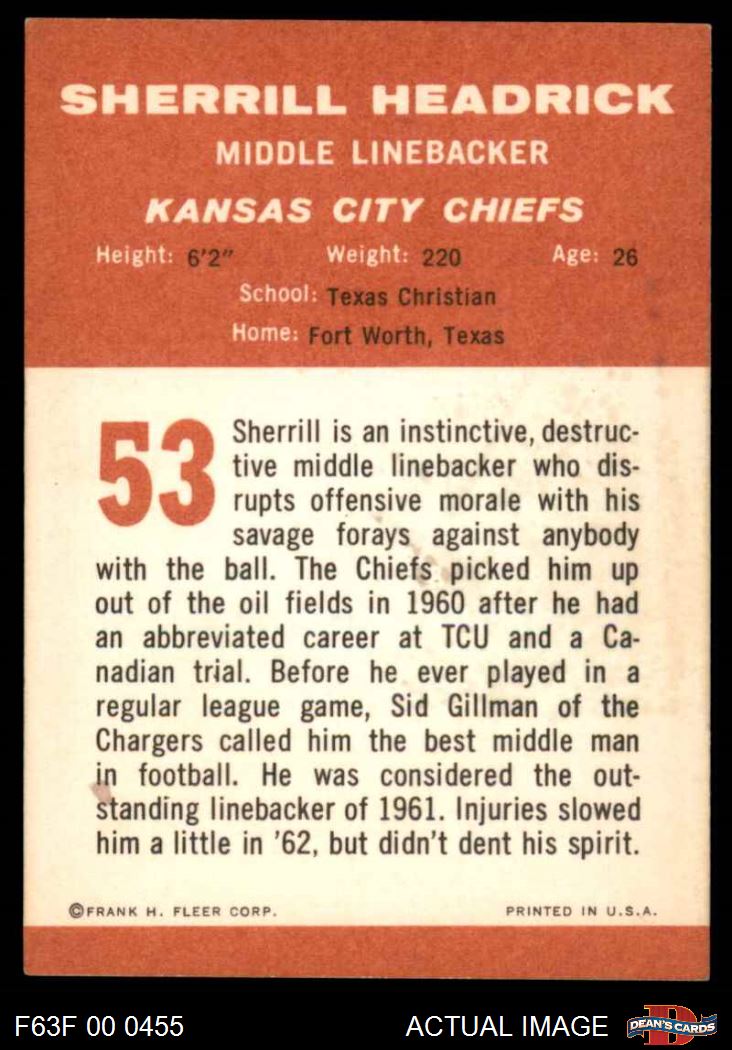 SHERRILL HEADRICK
MIDDLE LINEBACKER
KANSAS CITY CHIEFS
Height: 6'2" Weight: 220 Age: 26
School: Texas Christian
Home: Fort Worth, Texas
53 Sherrill is an instinctive, destruc-
tive middle linebacker who dis-
rupts offensive morale with his
savage forays against anybody
with the ball. The Chiefs picked him up
out of the oil fields in 1960 after he had
an abbreviated career at TCU and a Ca-
nadian trial. Before he ever played in a
regular league game, Sid Gillman of the
Chargers called him the best middle man
in football. He was considered the out-
standing linebacker of 1961. Injuries slowed
him a little in '62, but didn't dent his spirit.
©FRANK H. FLEER CORP. PRINTED IN U.S.A.
F63F 00 0455 ACTUAL IMAGE D DEAN'S CARDS